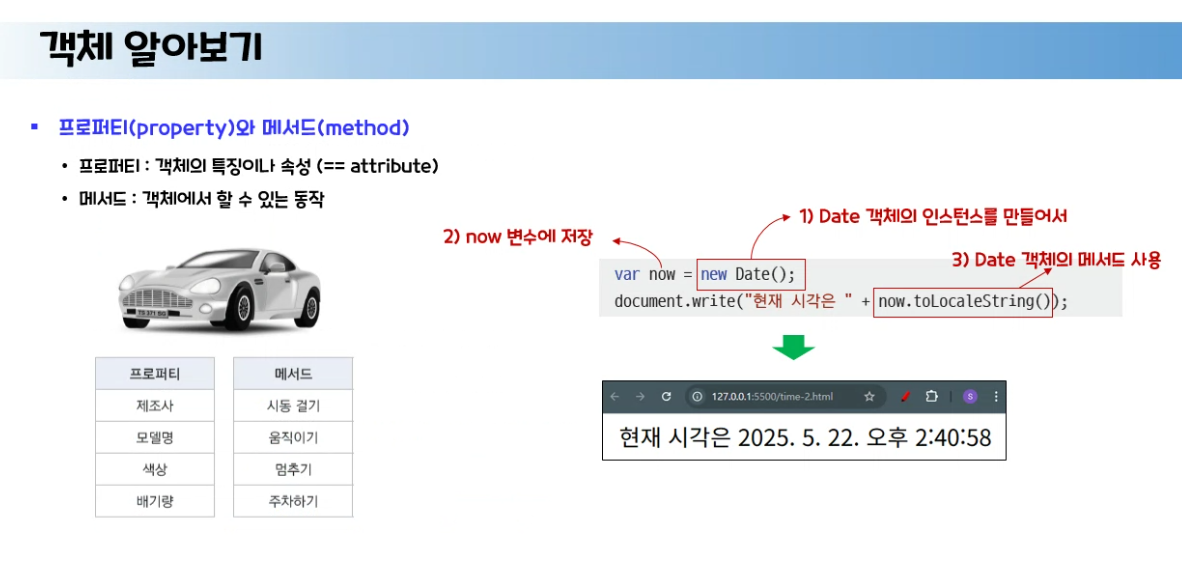 객체 알아보기
▪ 프로퍼티(property)와 메서드(method)
• 프로퍼티 : 객체의 특징이나 속성 (== attribute)
• 메서드 : 객체에서 할 수 있는 동작
1) Date 객체의 인스턴스를 만들어서
2) now 변수에 저장
3) Date 객체의 메서드 사용
var now = new Date();
document.write("현재 시각은 " + now.toLocaleString());
TS 371 SG
프로퍼티 메서드
제조사 시동 걸기
모델명 움직이기
색상 멈추기
배기량 주차하기
127.0.0.1:5500/time-2.html
S
현재 시각은 2025. 5. 22. 오후 2:40:58